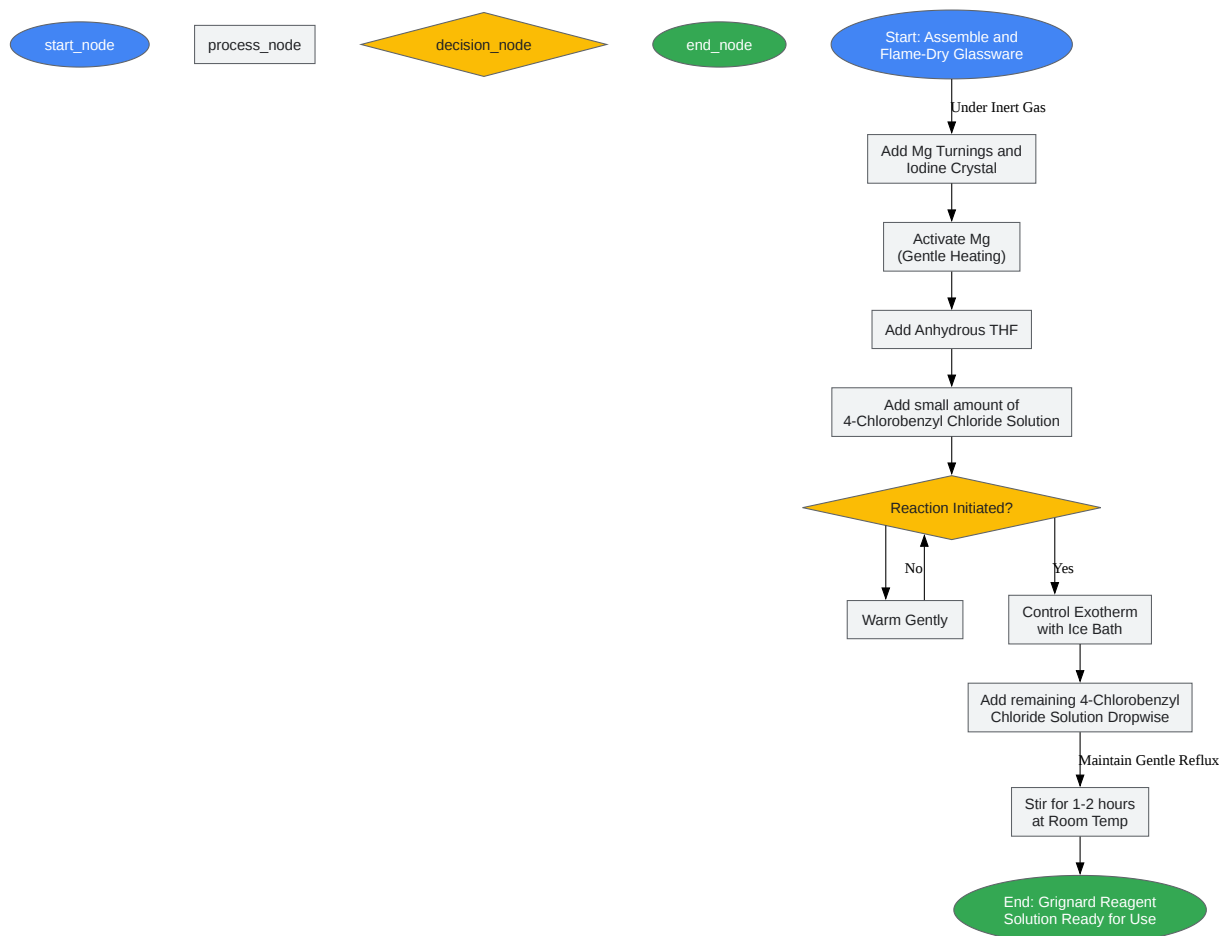 start_node
process_node
decision_node
end_node
Start: Assemble and
Flame-Dry Glassware
Under Inert Gas
Add Mg Turnings and
Iodine Crystal
Activate Mg
(Gentle Heating)
Add Anhydrous THF
Add small amount of
4-Chlorobenzyl Chloride Solution
Reaction Initiated?
No
Yes
Warm Gently
Control Exotherm
with Ice Bath
Add remaining 4-Chlorobenzyl
Chloride Solution Dropwise
Maintain Gentle Reflux
Stir for 1-2 hours
at Room Temp
End: Grignard Reagent
Solution Ready for Use